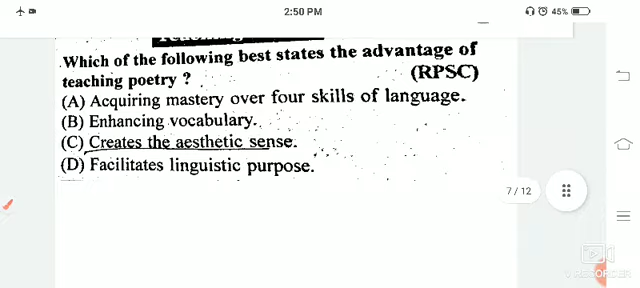 2:50 PM
45%
.Which of the following best states the advantage of
teaching poetry ? (RPSC)
(A) Acquiring mastery over four skills of language.
(B) Enhancing vocabulary.
(C) Creates the aesthetic sense.
(D) Facilitates linguistic purpose.
7 / 12
RECORDER